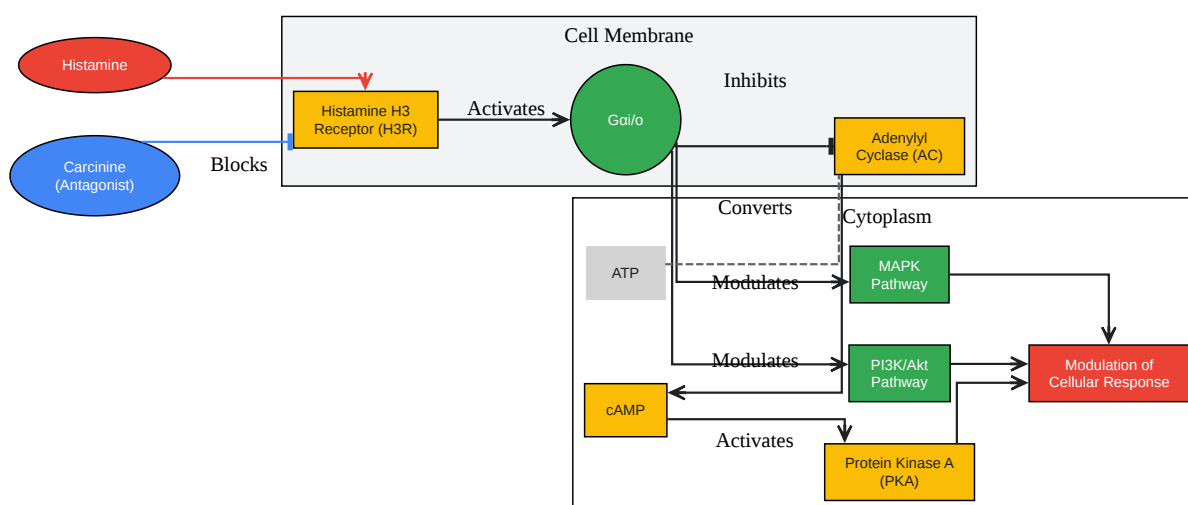 Cell Membrane
Histamine
Inhibits
Histamine H3
Receptor (H3R)
Activates
Gαi/o
Adenylyl
Cyclase (AC)
Carcinine
(Antagonist)
Blocks
Converts
Cytoplasm
ATP
MAPK
Pathway
Modulates
Modulates
PI3K/Akt
Pathway
Modulation of
Cellular Response
cAMP
Activates
Protein Kinase A
(PKA)